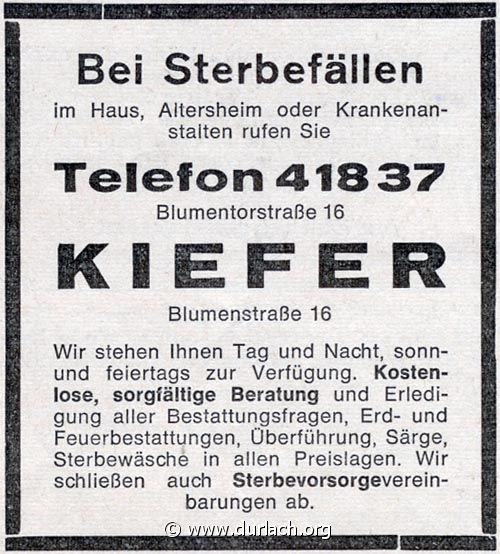 Bei Sterbefällen
im Haus, Altersheim oder Krankenan-
stalten rufen Sie
Telefon 41837
Blumentorstraße 16
KIEFER
Blumenstraße 16
Wir stehen Ihnen Tag und Nacht, sonn-
und feiertags zur Verfügung. Kosten-
lose, sorgfältige Beratung und Erledi-
gung aller Bestattungsfragen, Erd- und
Feuerbestattungen, Überführung, Särge,
Sterbewäsche in allen Preislagen. Wir
schließen auch Sterbevorsorgeverein-
barungen ab.
© www.durlach.org